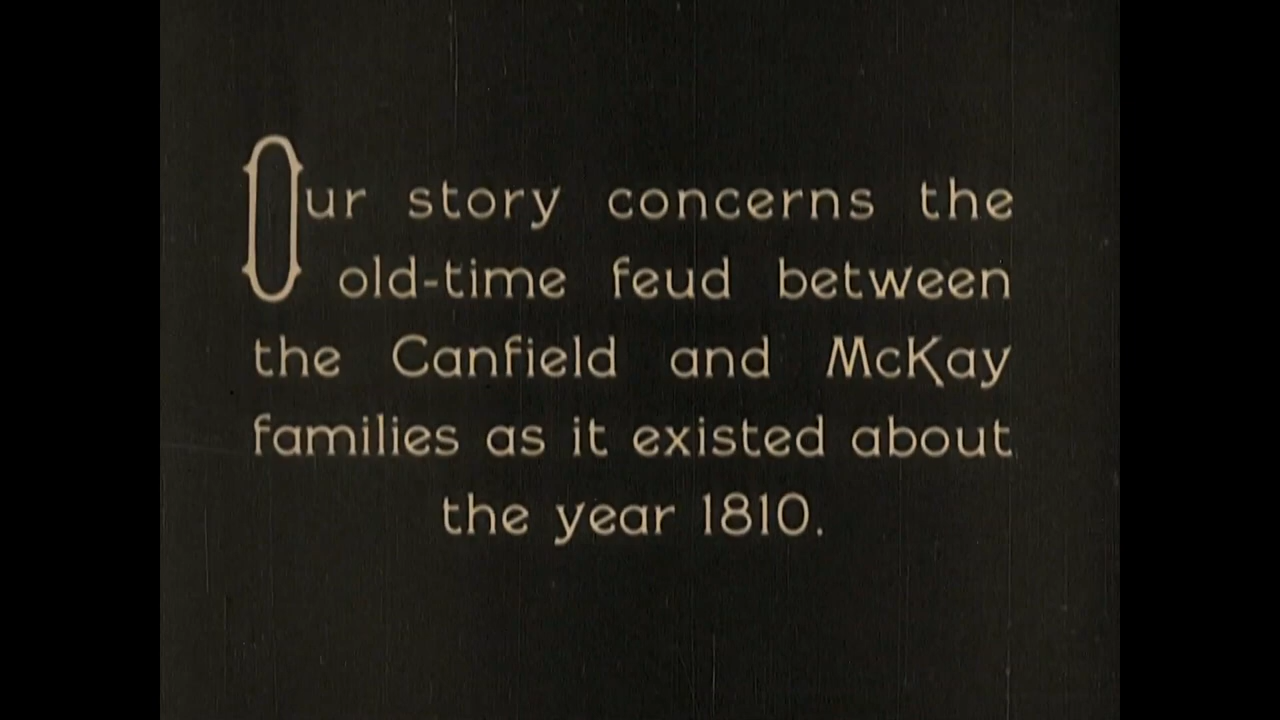 Our story concerns the
old-time feud between
the Canfield and McKay
families as it existed about
the year 1810.